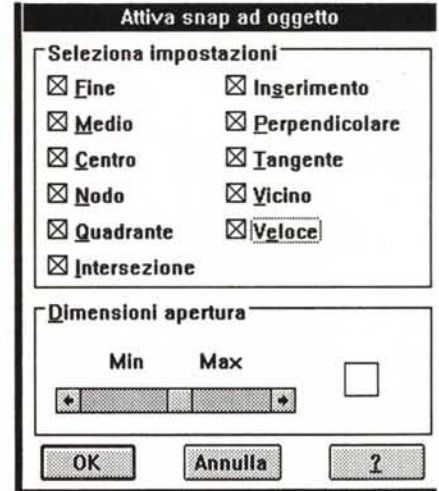 Attiva snap ad oggetto
Seleziona impostazioni
Fine
Medio
Centro
Nodo
Quadrante
Intersezione
Inserimento
Perpendicolare
Tangente
Vicino
Veloce
Dimensioni apertura
Min Max
OK Annulla ?